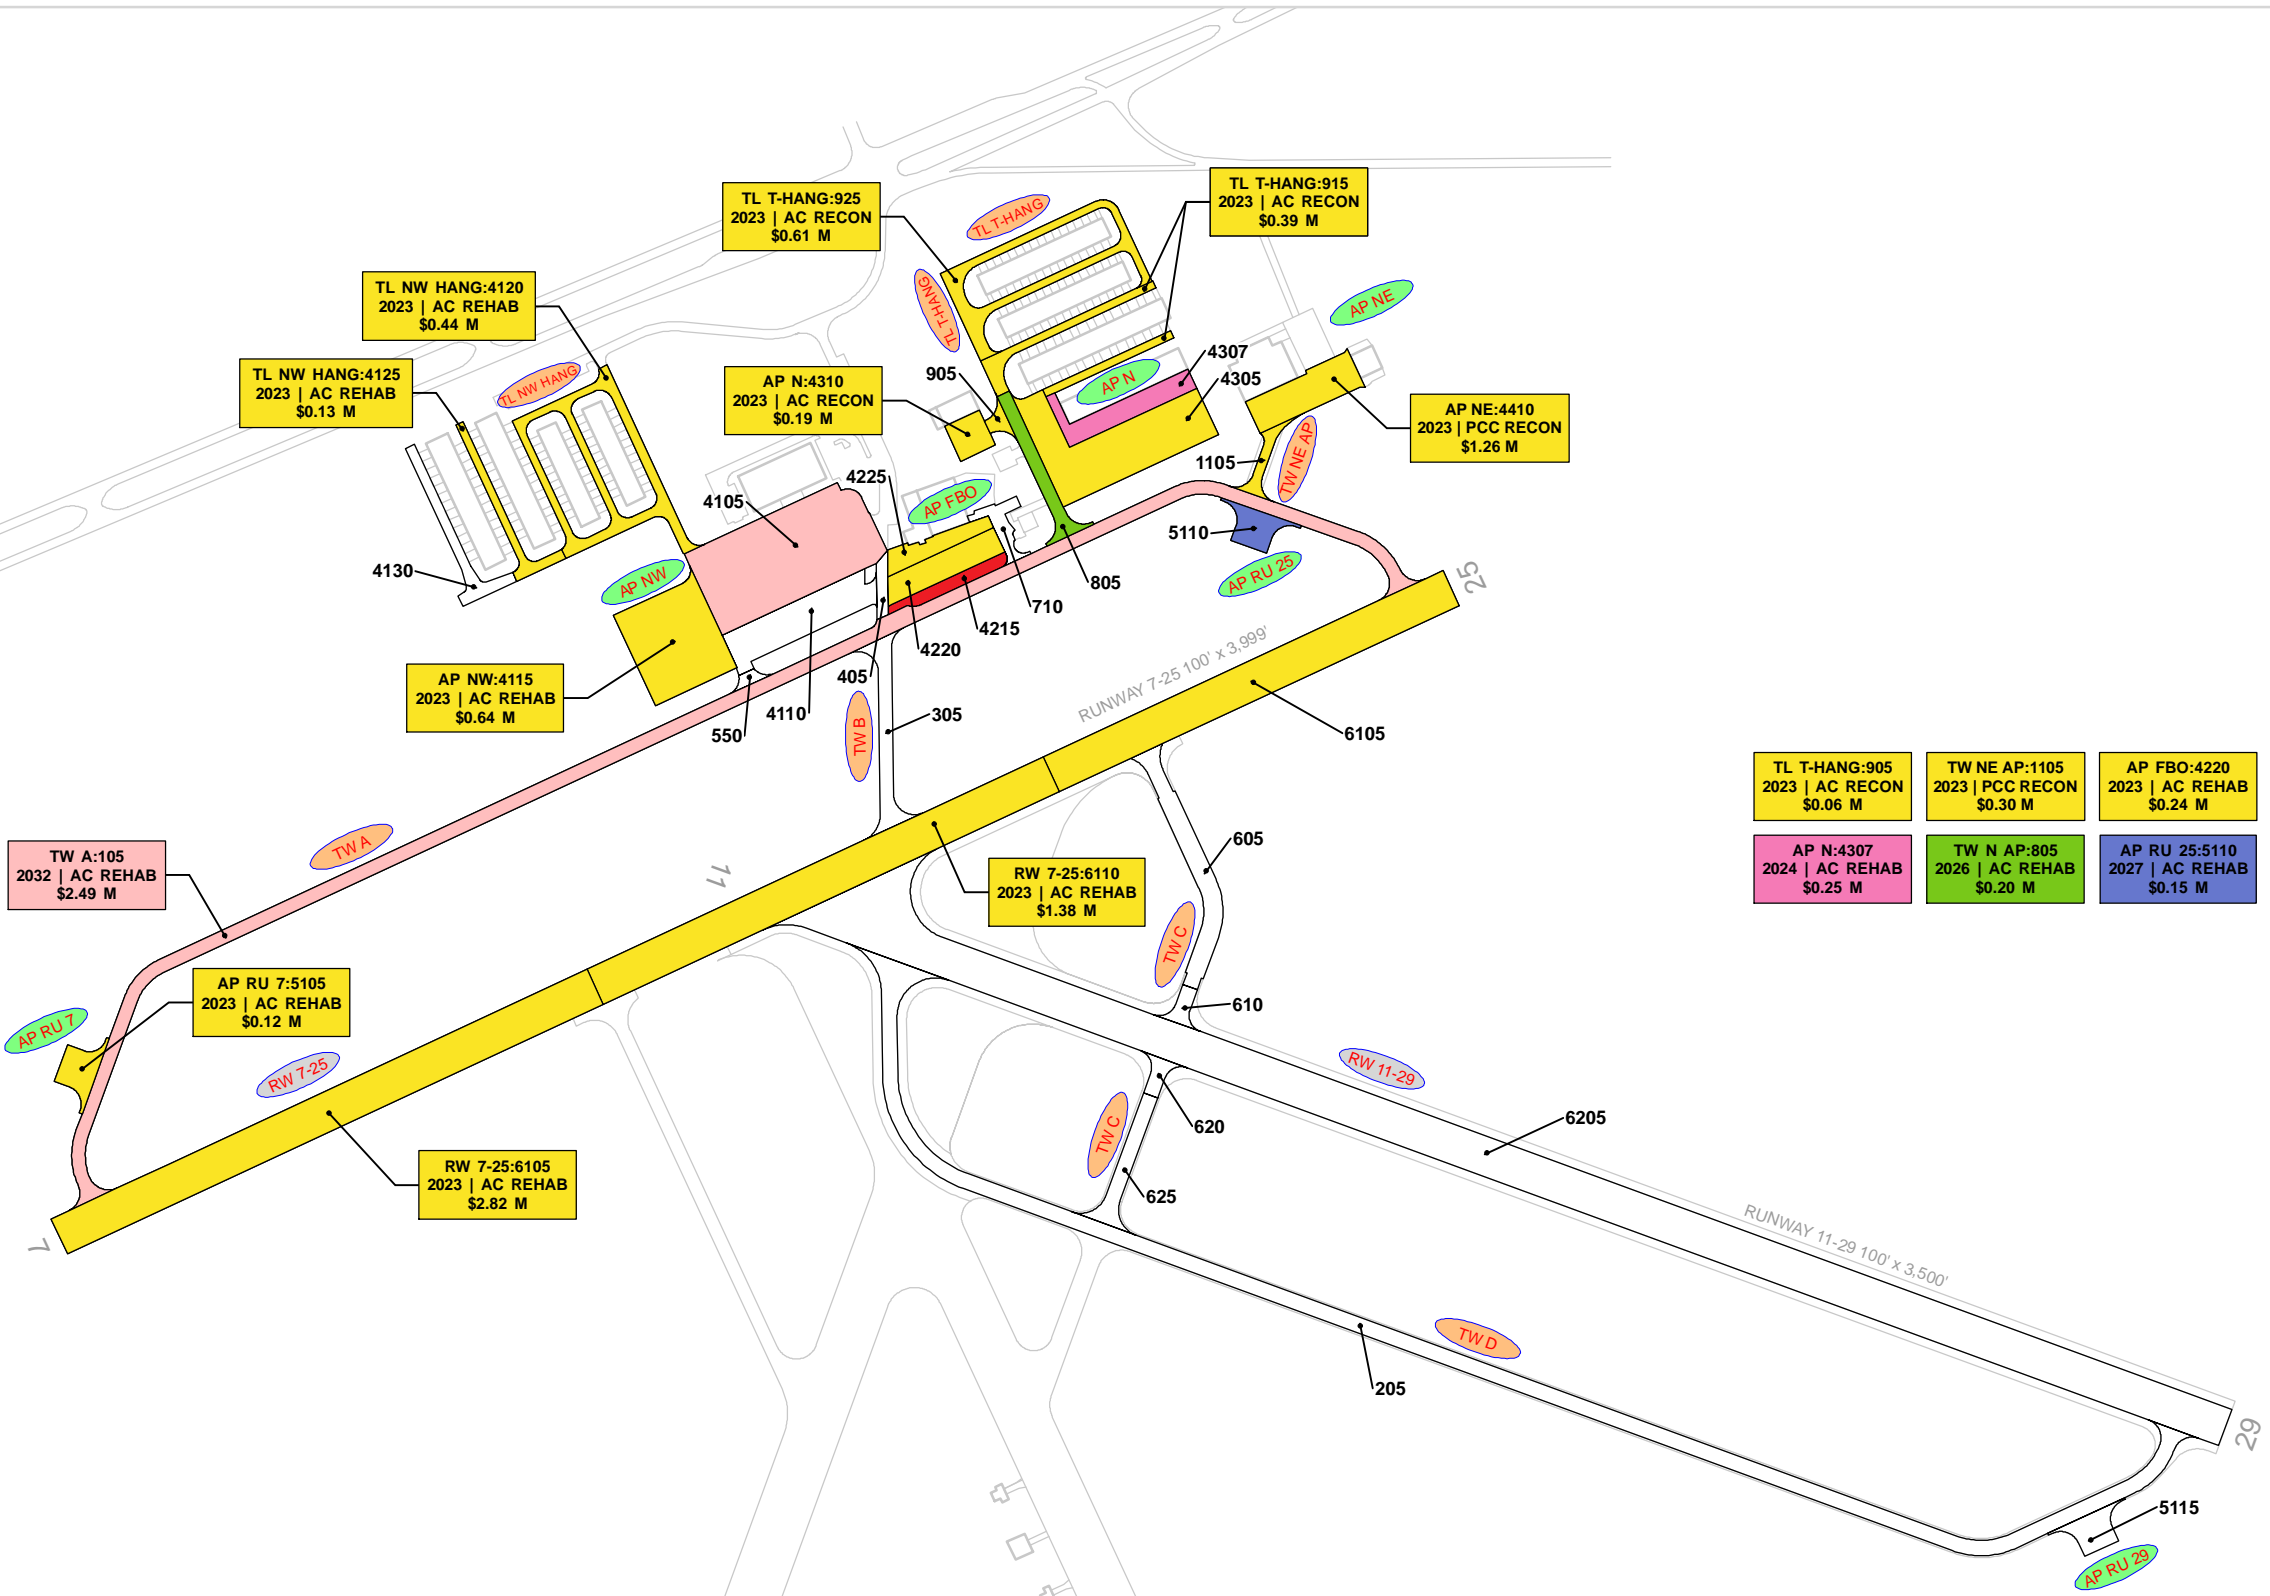 TL T-HANG:925
2023 | AC RECON
$0.61 M
TL T-HANG
TL T-HANG:915
2023 | AC RECON
$0.39 M
TL NW HANG:4120
2023 | AC REHAB
$0.44 M
TL T-HANG
AP NE
TL NW HANG:4125
2023 | AC REHAB
$0.13 M
TL NW HANG
AP N:4310
2023 | AC RECON
$0.19 M
905
AP N
4307
4305
AP NE:4410
2023 | PCC RECON
$1.26 M
1105
TW NE AP
4225
4105
AP FBO
5110
4130
AP NW
805
AP RU 25
25
710
4215
4220
405
AP NW:4115
2023 | AC REHAB
$0.64 M
4110
550
TW B
305
RUNWAY 7-25 100' x 3,999'
6105
TL T-HANG:905
2023 | AC RECON
$0.06 M
TW NE AP:1105
2023 | PCC RECON
$0.30 M
AP FBO:4220
2023 | AC REHAB
$0.24 M
AP N:4307
2024 | AC REHAB
$0.25 M
TW N AP:805
2026 | AC REHAB
$0.20 M
AP RU 25:5110
2027 | AC REHAB
$0.15 M
TW A
TW A:105
2032 | AC REHAB
$2.49 M
11
605
RW 7-25:6110
2023 | AC REHAB
$1.38 M
TW C
AP RU 7:5105
2023 | AC REHAB
$0.12 M
AP RU 7
610
RW 7-25
RW 11-29
TW C
620
6205
RW 7-25:6105
2023 | AC REHAB
$2.82 M
625
7
RUNWAY 11-29 100' x 3,500'
TW D
205
29
5115
AP RU 29